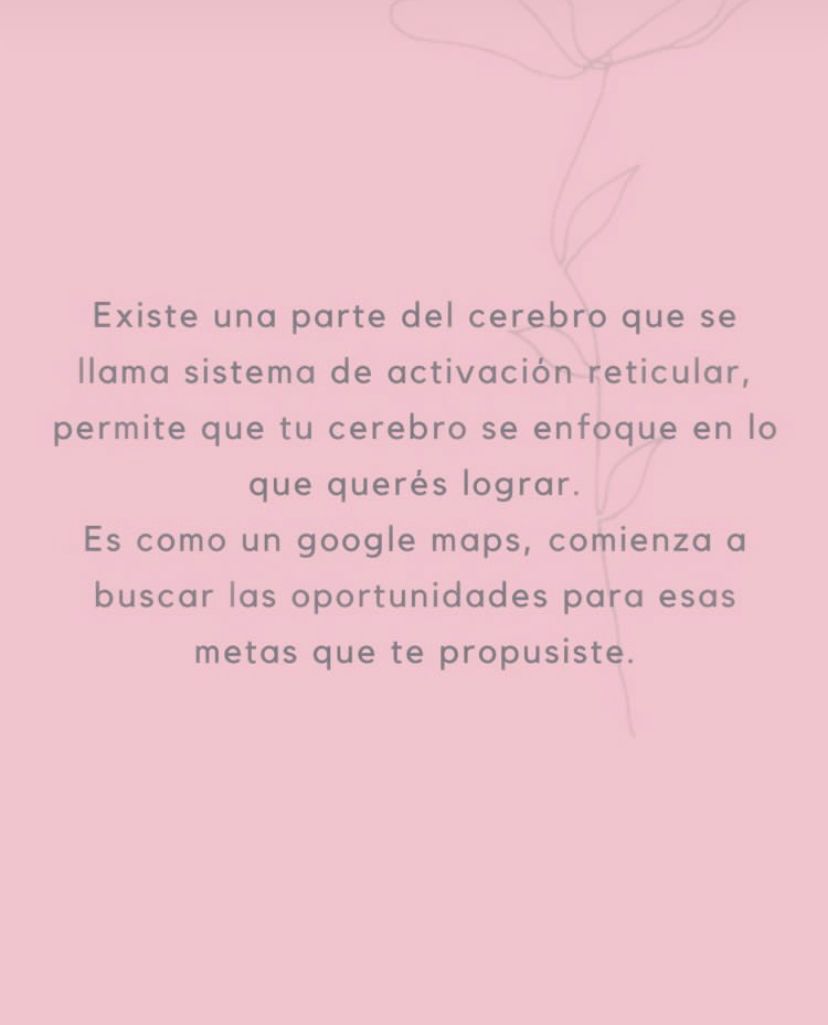 Existe una parte del cerebro que se
llama sistema de activación reticular,
permite que tu cerebro se enfoque en lo
que querés lograr.
Es como un google maps, comienza a
buscar las oportunidades para esas
metas que te propusiste.